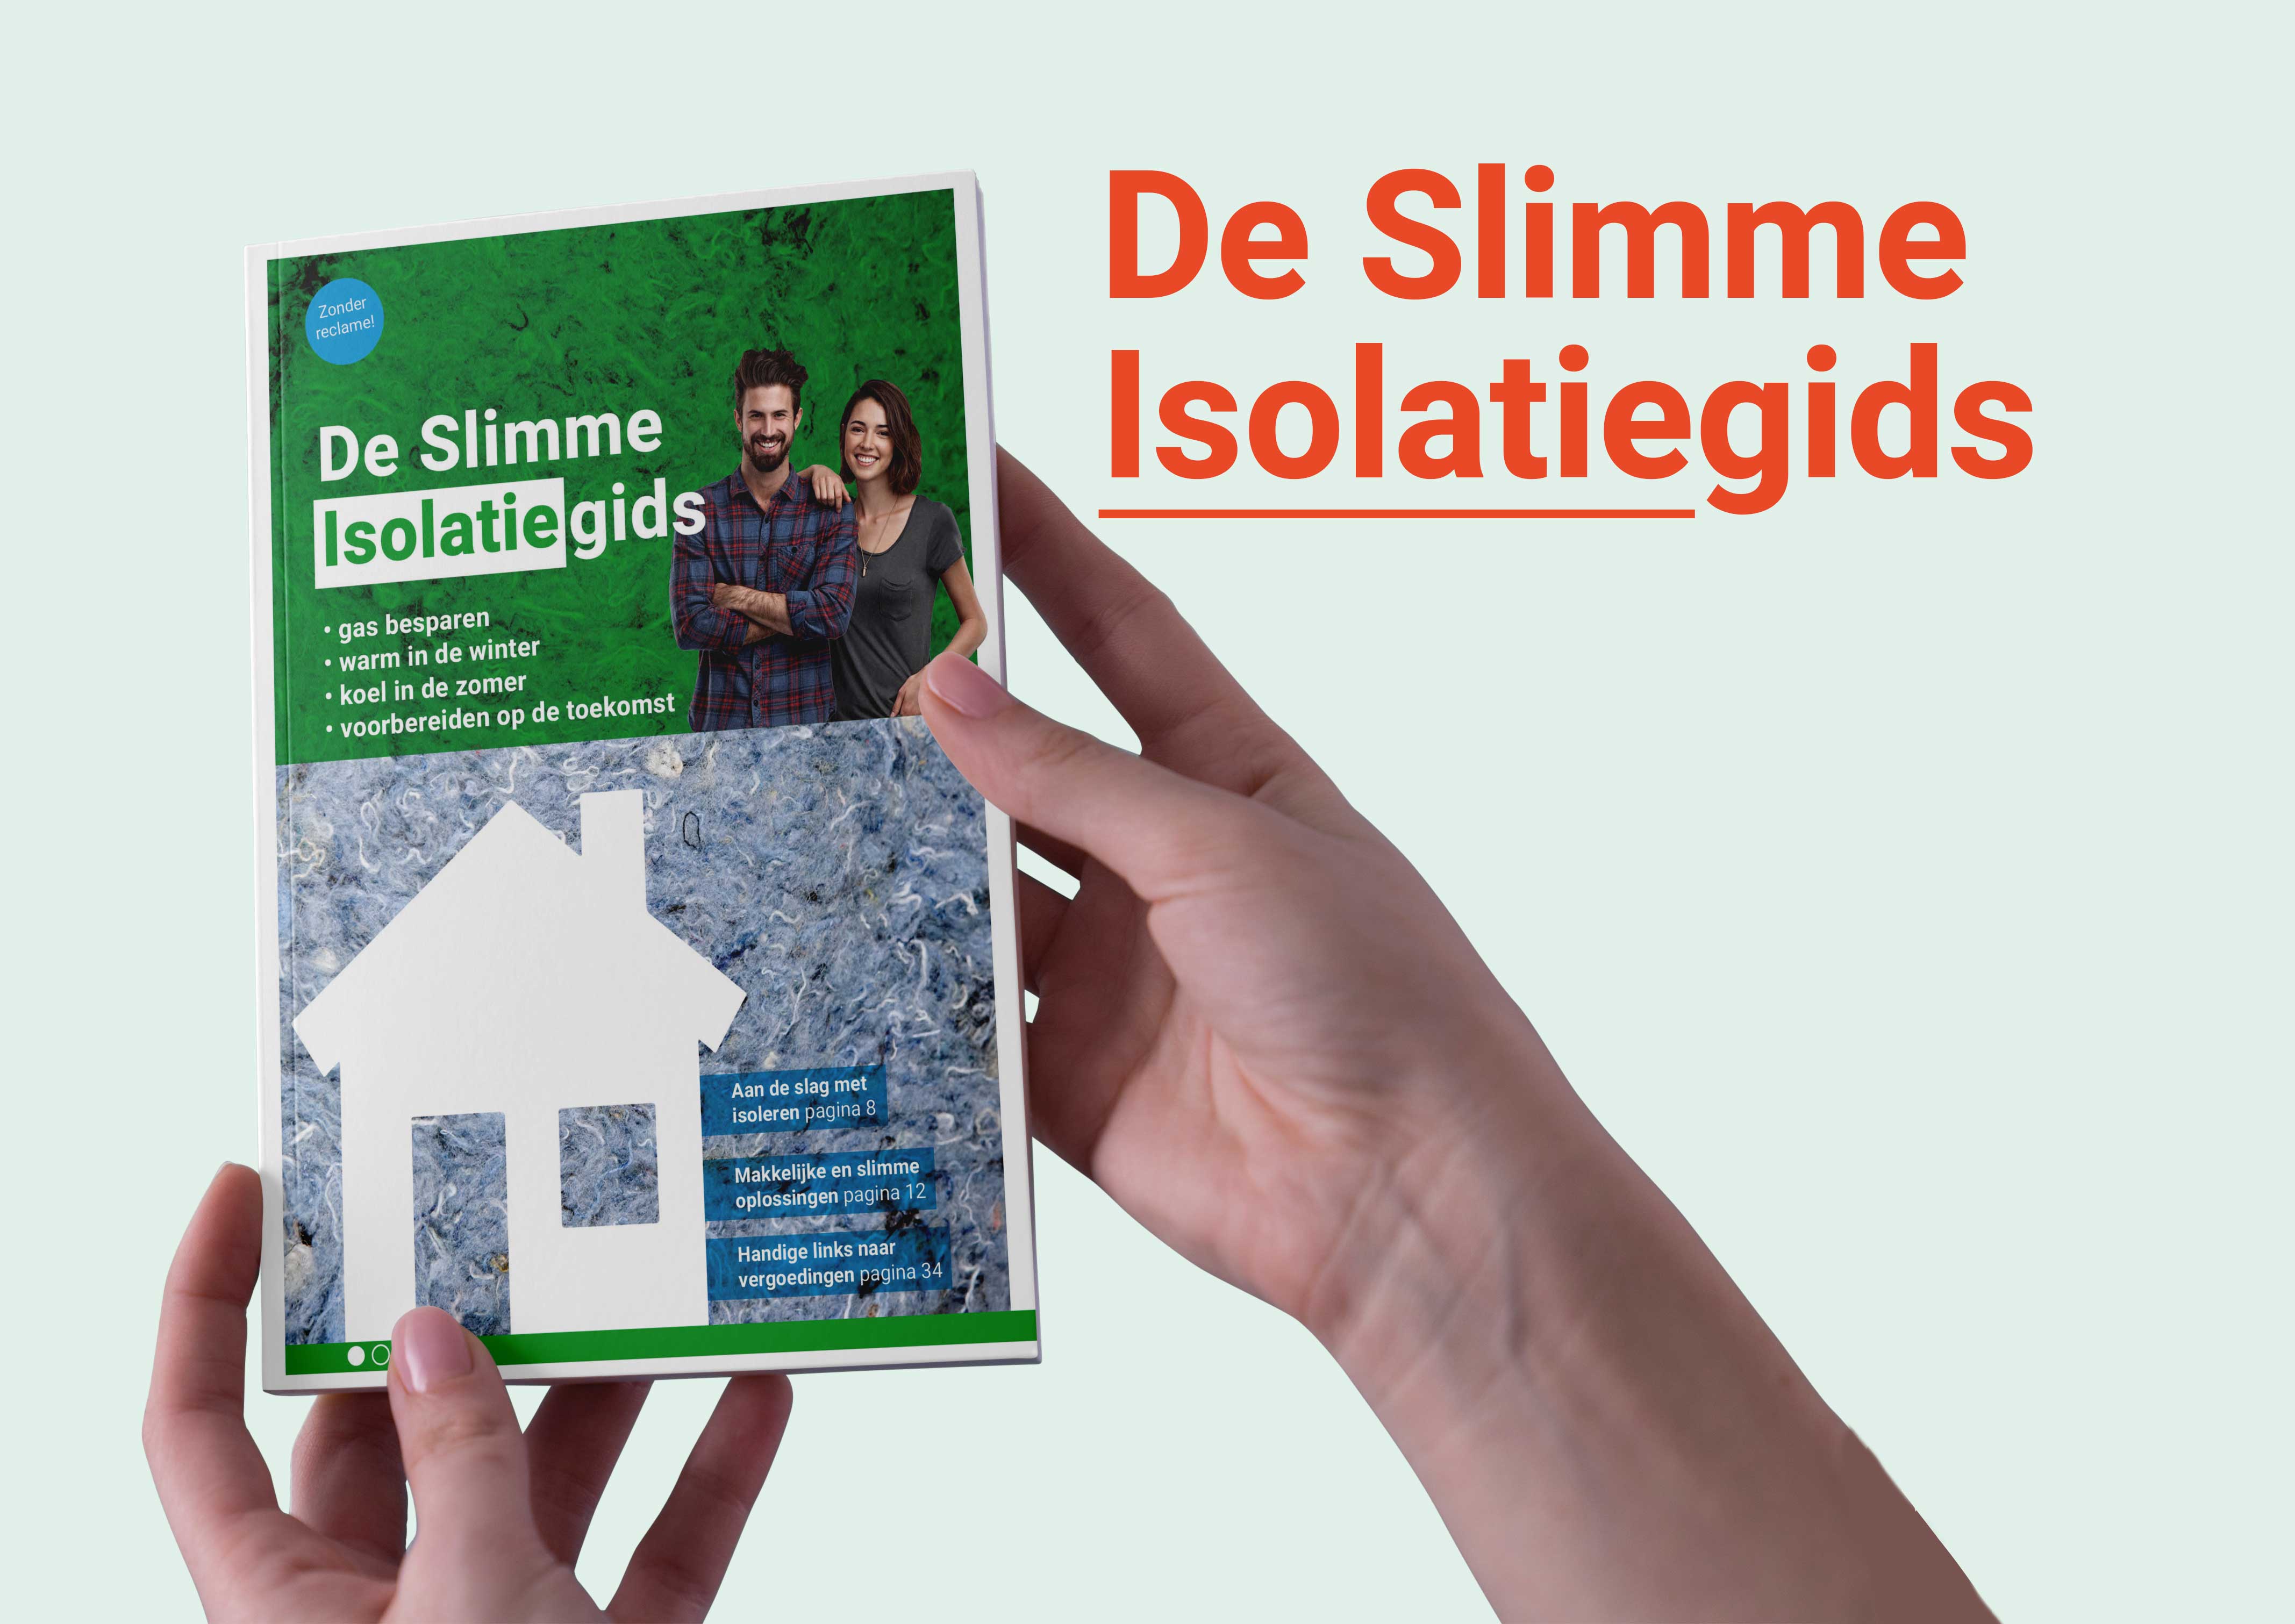 Zonder
reclame!
De Slimme
Isolatiegids
• gas besparen
• warm in de winter
• koel in de zomer
• voorbereiden op de toekomst
Aan de slag met
isoleren pagina 8
Makkelijke en slimme
oplossingen pagina 12
Handige links naar
vergoedingen pagina 34
De Slimme
Isolatiegids